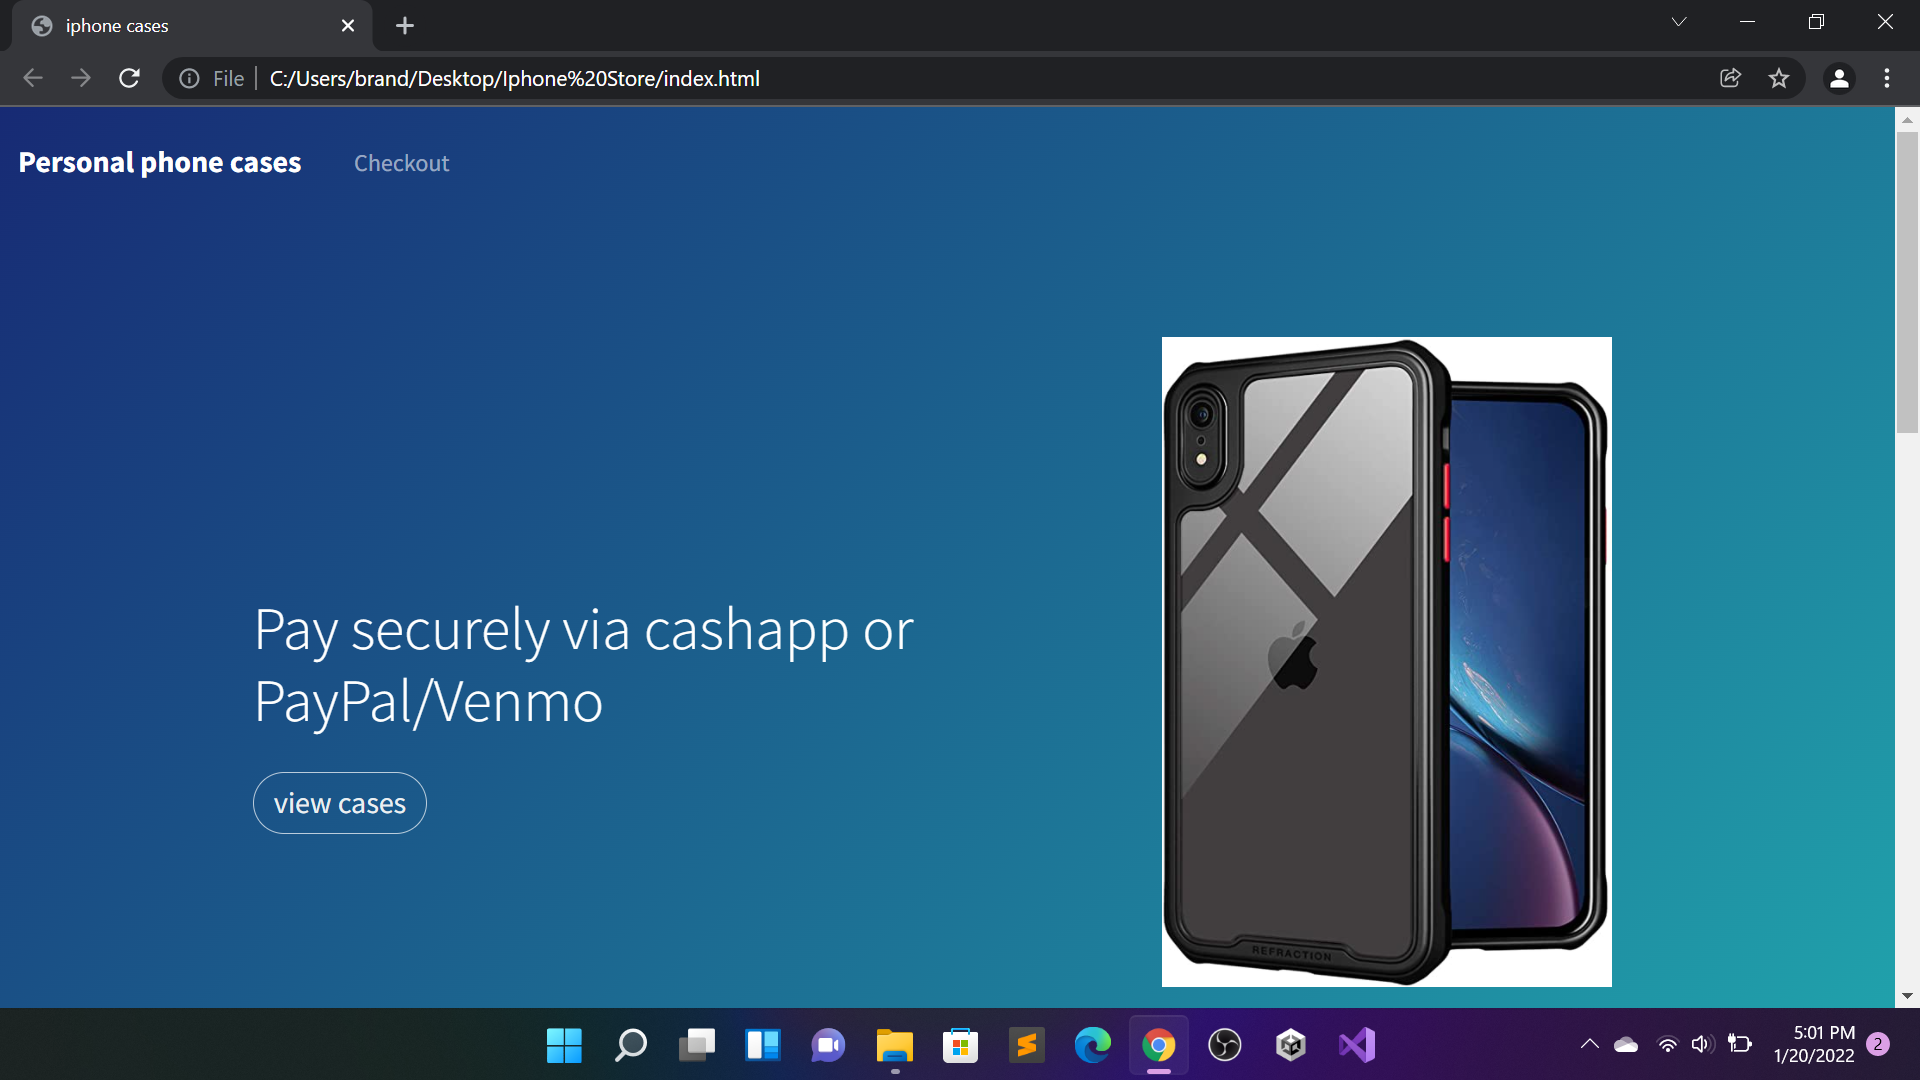 iphone cases
File
C:/Users/brand/Desktop/Iphone%20Store/index.html
Personal phone cases
Checkout
Pay securely via cashapp or
PayPal/Venmo
view cases
REFRACTION
5:01 PM
1/20/2022
2